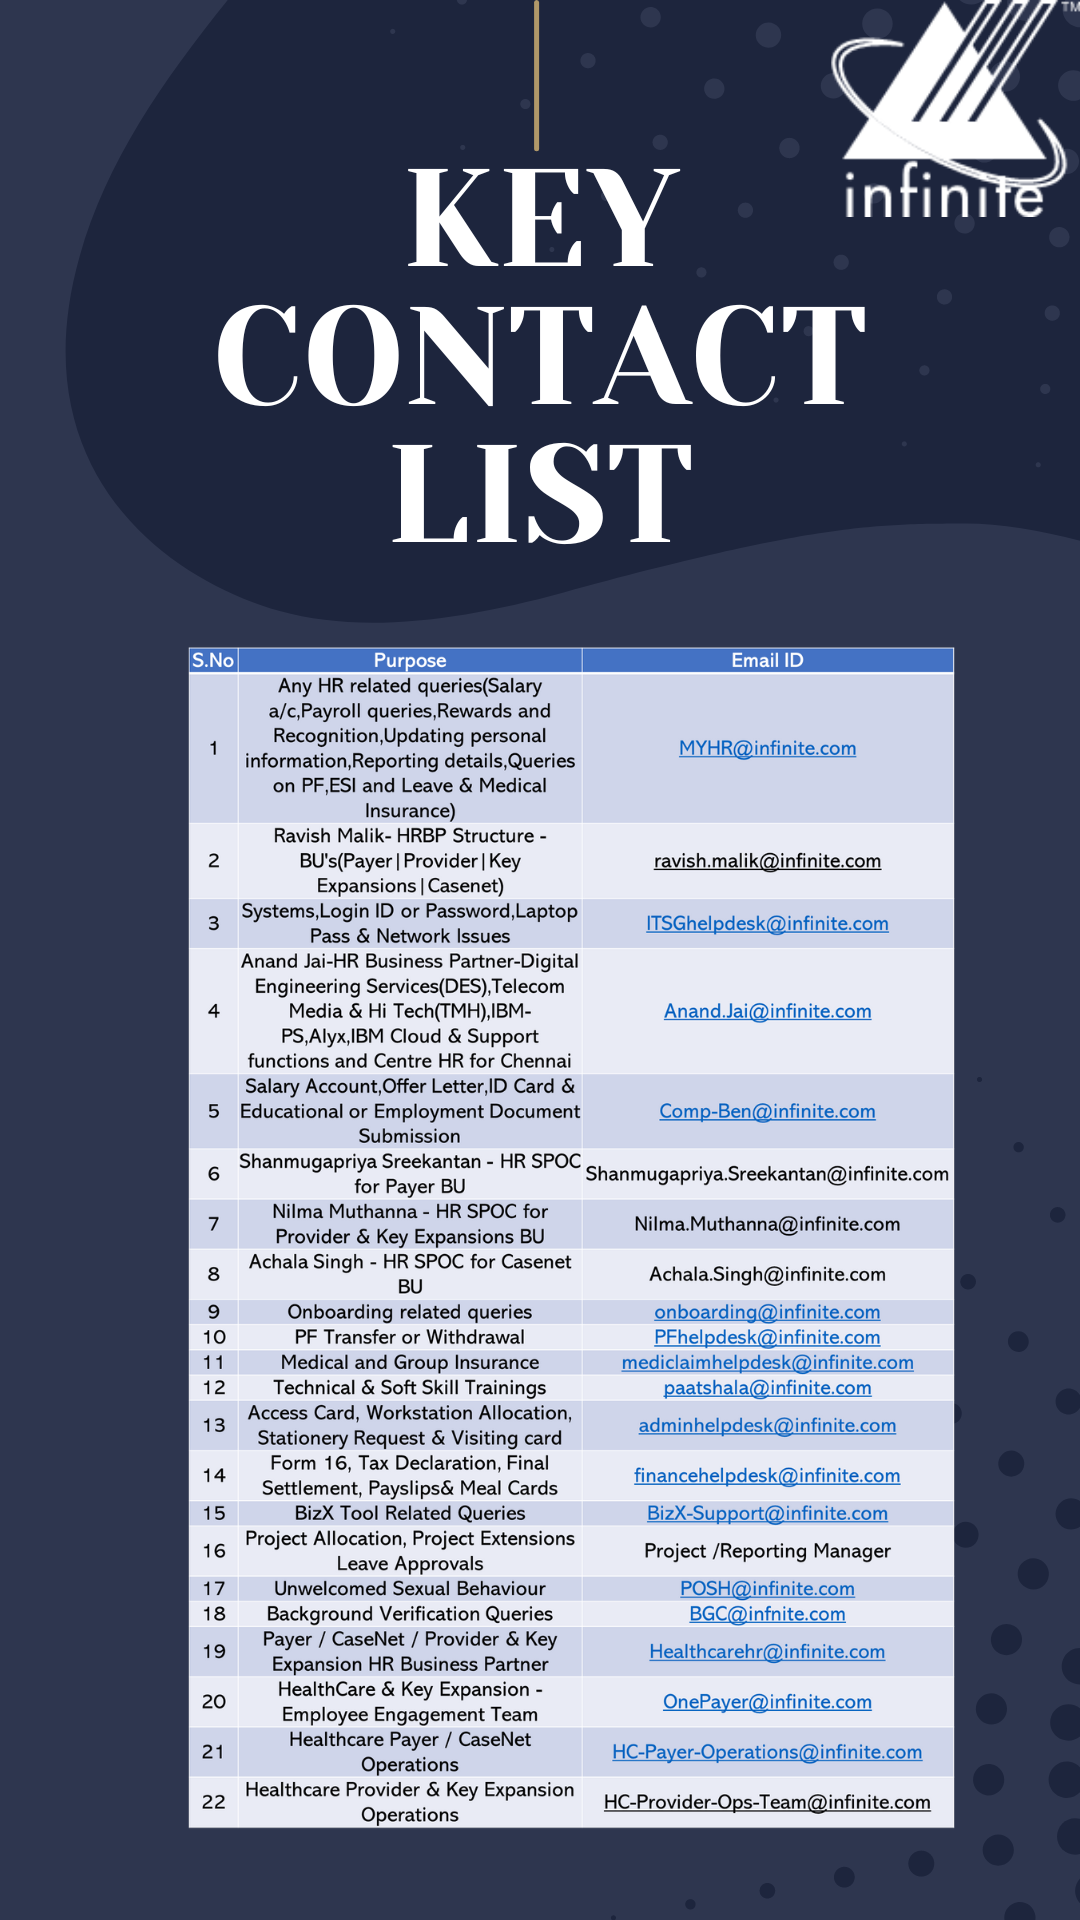 TM
infinite
KEY
CONTACT
LIST
S.No Purpose Email ID
1 Any HR related queries(Salary
a/c,Payroll queries,Rewards and
Recognition,Updating personal
information,Reporting details,Queries
on PF,ESI and Leave & Medical
Insurance) MYHR@infinite.com
2 Ravish Malik- HRBP Structure -
BU's(Payer|Provider|Key
Expansions|Casenet) ravish.malik@infinite.com
3 Systems,Login ID or Password,Laptop
Pass & Network Issues ITSGhelpdesk@infinite.com
4 Anand Jai-HR Business Partner-Digital
Engineering Services(DES),Telecom
Media & Hi Tech(TMH),IBM-
PS,Alyx,IBM Cloud & Support
functions and Centre HR for Chennai Anand.Jai@infinite.com
5 Salary Account,Offer Letter,ID Card &
Educational or Employment Document
Submission Comp-Ben@infinite.com
6 Shanmugapriya Sreekantan - HR SPOC
for Payer BU Shanmugapriya.Sreekantan@infinite.com
7 Nilma Muthanna - HR SPOC for
Provider & Key Expansions BU Nilma.Muthanna@infinite.com
8 Achala Singh - HR SPOC for Casenet
BU Achala.Singh@infinite.com
9 Onboarding related queries onboarding@infinite.com
10 PF Transfer or Withdrawal PFhelpdesk@infinite.com
11 Medical and Group Insurance mediclaimhelpdesk@infinite.com
12 Technical & Soft Skill Trainings paatshala@infinite.com
13 Access Card, Workstation Allocation,
Stationery Request & Visiting card adminhelpdesk@infinite.com
14 Form 16, Tax Declaration, Final
Settlement, Payslips& Meal Cards financehelpdesk@infinite.com
15 BizX Tool Related Queries BizX-Support@infinite.com
16 Project Allocation, Project Extensions
Leave Approvals Project /Reporting Manager
17 Unwelcomed Sexual Behaviour POSH@infinite.com
18 Background Verification Queries BGC@infnite.com
19 Payer / CaseNet / Provider & Key
Expansion HR Business Partner Healthcarehr@infinite.com
20 HealthCare & Key Expansion -
Employee Engagement Team OnePayer@infinite.com
21 Healthcare Payer / CaseNet
Operations HC-Payer-Operations@infinite.com
22 Healthcare Provider & Key Expansion
Operations HC-Provider-Ops-Team@infinite.com